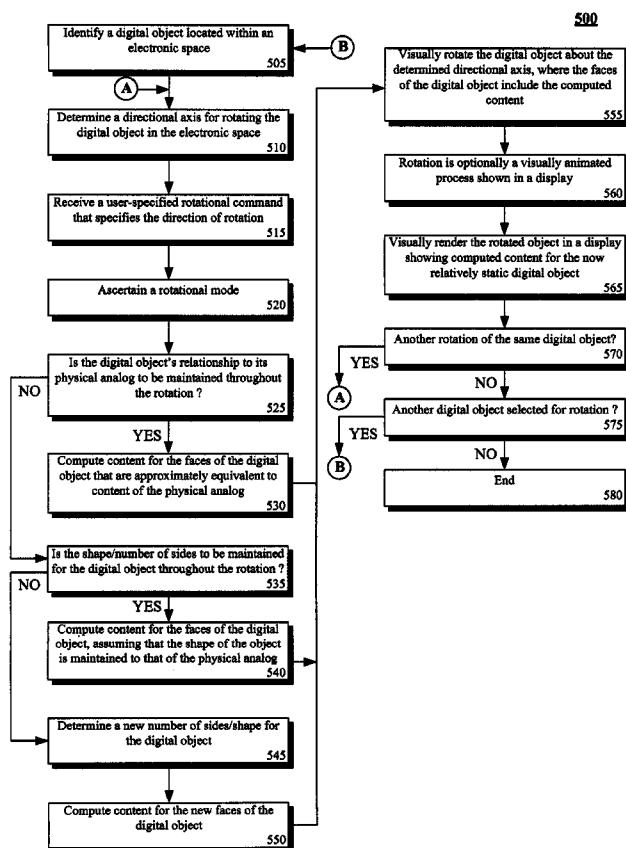 500
Identify a digital object located within an
electronic space
505
B
A
Determine a directional axis for rotating the
digital object in the electronic space
510
Receive a user-specified rotational command
that specifies the direction of rotation
515
Ascertain a rotational mode
520
Is the digital object's relationship to its
physical analog to be maintained throughout
the rotation ?
525
NO
YES
Compute content for the faces of the digital
object that are approximately equivalent to
content of the physical analog
530
Is the shape/number of sides to be maintained
for the digital object throughout the rotation ?
535
NO
YES
Compute content for the faces of the digital
object, assuming that the shape of the object
is maintained to that of the physical analog
540
Determine a new number of sides/shape for
the digital object
545
Compute content for the new faces of the
digital object
550
Visually rotate the digital object about the
determined directional axis, where the faces
of the digital object include the computed
content
555
Rotation is optionally a visually animated
process shown in a display
560
Visually render the rotated object in a display
showing computed content for the now
relatively static digital object
565
Another rotation of the same digital object?
570
YES
A
NO
Another digital object selected for rotation ?
575
YES
B
NO
End
580